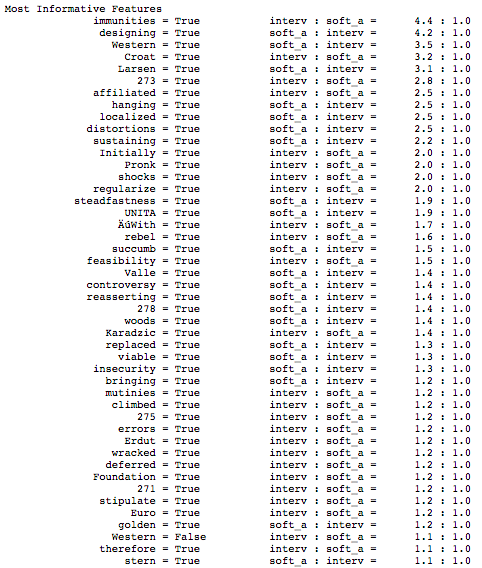 Most Informative Features
immunities = True interv : soft_a = 4.4 : 1.0
designing = True soft_a : interv = 4.2 : 1.0
Western = True soft_a : interv = 3.5 : 1.0
Croat = True soft_a : interv = 3.2 : 1.0
Larsen = True soft_a : interv = 3.1 : 1.0
273 = True interv : soft_a = 2.8 : 1.0
affiliated = True soft_a : interv = 2.5 : 1.0
hanging = True soft_a : interv = 2.5 : 1.0
localized = True soft_a : interv = 2.5 : 1.0
distortions = True soft_a : interv = 2.5 : 1.0
sustaining = True soft_a : interv = 2.2 : 1.0
Initially = True interv : soft_a = 2.0 : 1.0
Pronk = True interv : soft_a = 2.0 : 1.0
shocks = True interv : soft_a = 2.0 : 1.0
regularize = True interv : soft_a = 2.0 : 1.0
steadfastness = True soft_a : interv = 1.9 : 1.0
UNITA = True soft_a : interv = 1.9 : 1.0
ÄúWith = True interv : soft_a = 1.7 : 1.0
rebel = True interv : soft_a = 1.6 : 1.0
succumb = True soft_a : interv = 1.5 : 1.0
feasibility = True soft_a : interv = 1.5 : 1.0
Valle = True interv : soft_a = 1.4 : 1.0
controversy = True soft_a : interv = 1.4 : 1.0
reasserting = True soft_a : interv = 1.4 : 1.0
278 = True interv : soft_a = 1.4 : 1.0
woods = True soft_a : interv = 1.4 : 1.0
Karadzic = True interv : soft_a = 1.4 : 1.0
replaced = True soft_a : interv = 1.3 : 1.0
viable = True soft_a : interv = 1.3 : 1.0
insecurity = True soft_a : interv = 1.3 : 1.0
bringing = True soft_a : interv = 1.2 : 1.0
mutinies = True interv : soft_a = 1.2 : 1.0
climbed = True interv : soft_a = 1.2 : 1.0
275 = True interv : soft_a = 1.2 : 1.0
errors = True interv : soft_a = 1.2 : 1.0
Erdut = True interv : soft_a = 1.2 : 1.0
wracked = True interv : soft_a = 1.2 : 1.0
deferred = True interv : soft_a = 1.2 : 1.0
Foundation = True interv : soft_a = 1.2 : 1.0
271 = True interv : soft_a = 1.2 : 1.0
stipulate = True interv : soft_a = 1.2 : 1.0
Euro = True interv : soft_a = 1.2 : 1.0
golden = True soft_a : interv = 1.2 : 1.0
Western = False interv : soft_a = 1.1 : 1.0
therefore = True interv : soft_a = 1.1 : 1.0
stern = True soft_a : interv = 1.1 : 1.0